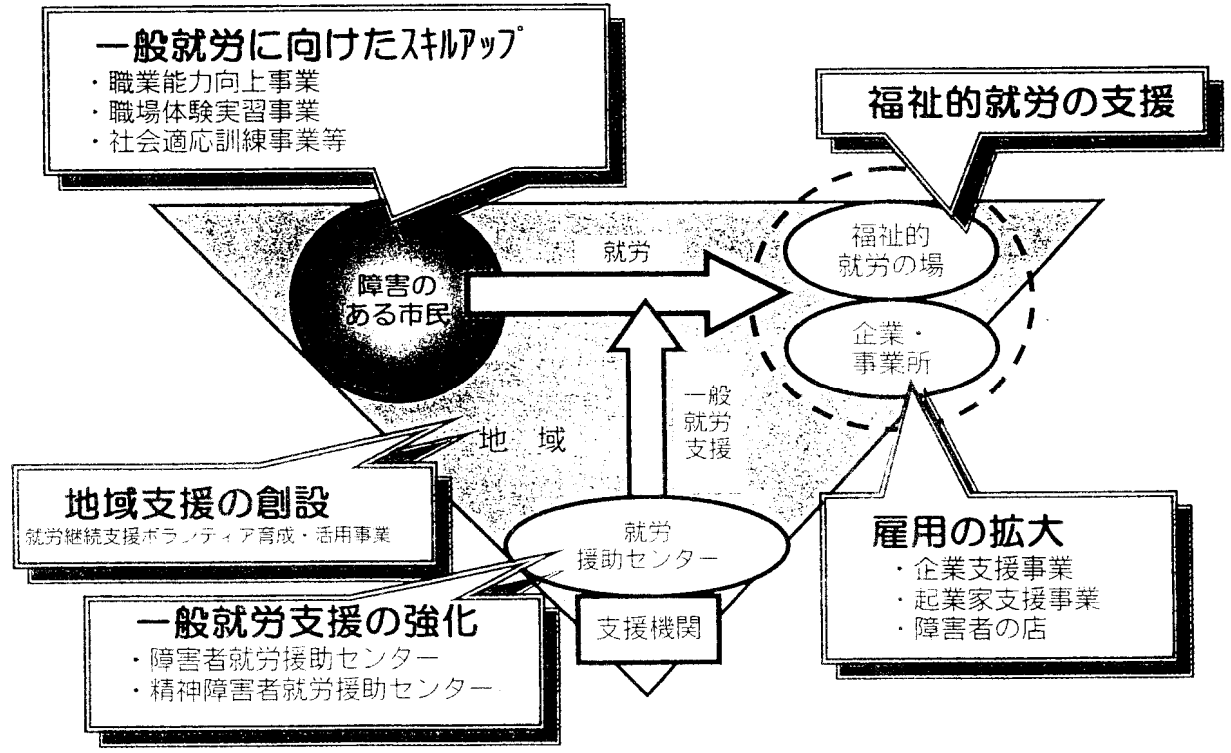 一般就労に向けたスキルアップ
・職業能力向上事業
・職場体験実習事業
・社会適応訓練事業等
福祉的就労の支援
就労
福祉的
就労の場
障害の
ある市民
企業・
事業所
一般
就労
支援
地 域
地域支援の創設
就労継続支援ボランティア育成・活用事業
雇用の拡大
・企業支援事業
・起業家支援事業
・障害者の店
就労
援助センター
一般就労支援の強化
・障害者就労援助センター
・精神障害者就労援助センター
支援機関